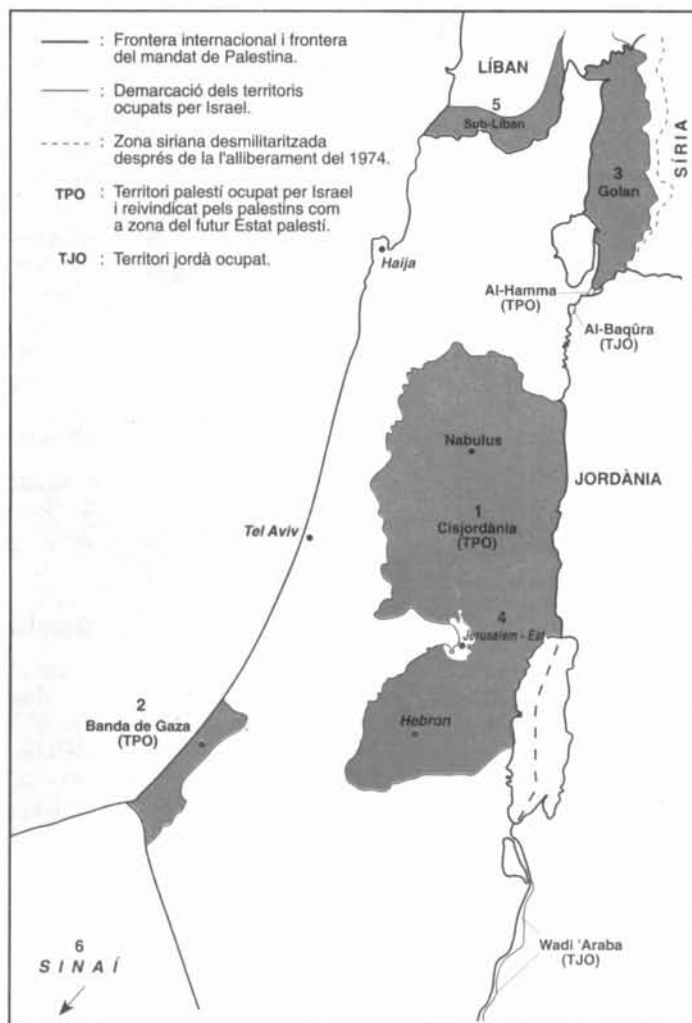 : Frontera internacional i frontera
del mandat de Palestina.
: Demarcació dels territoris
ocupats per Israel.
: Zona siriana desmilitaritzada
després de la l'alliberament del 1974.
TPO : Territori palestí ocupat per Israel
i reivindicat pels palestins com
a zona del futur Estat palestí.
TJO : Territori jordà ocupat.
LÍBAN
5
Sub-Líban
SÍRIA
3
Golan
Haija
Al-Hamma
(TPO)
Al-Baqûra
(TJO)
Nabulus
JORDÀNIA
1
Cisjordània
(TPO)
Tel Aviv
4
Jerusalem - Est
2
Banda de Gaza
(TPO)
Hebron
6
SINAÍ
Wadi 'Araba
(TJO)